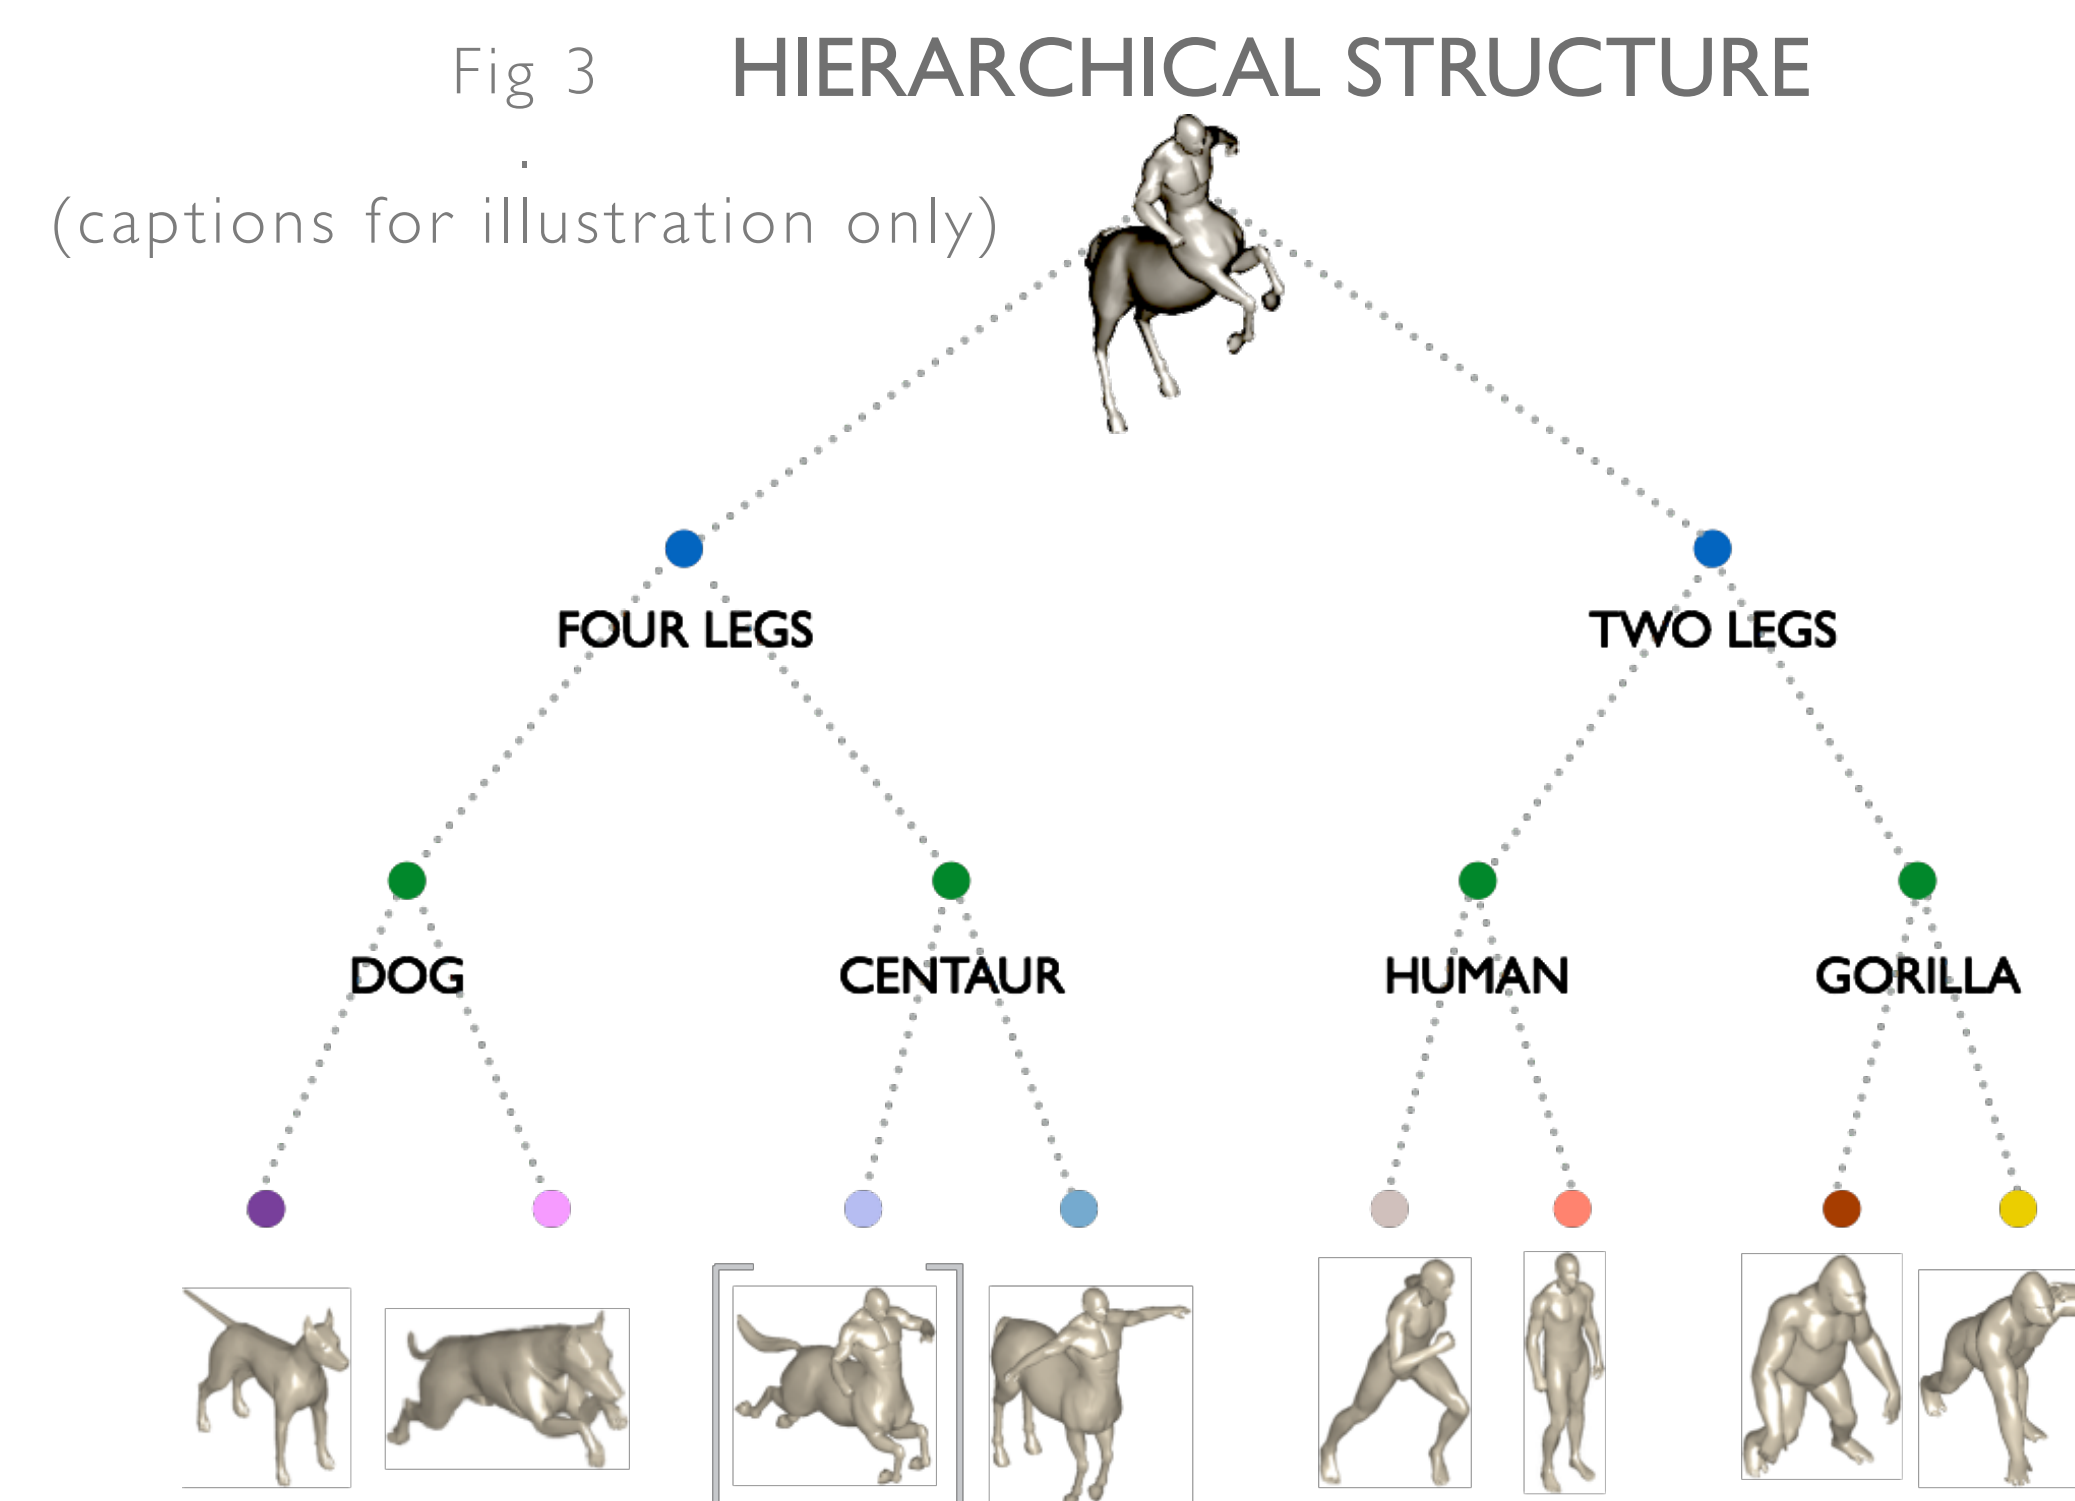 Fig 3 HIERARCHICAL STRUCTURE
.
(captions for illustration only)
FOUR LEGS TWO LEGS
DOG CENTAUR HUMAN GORILLA